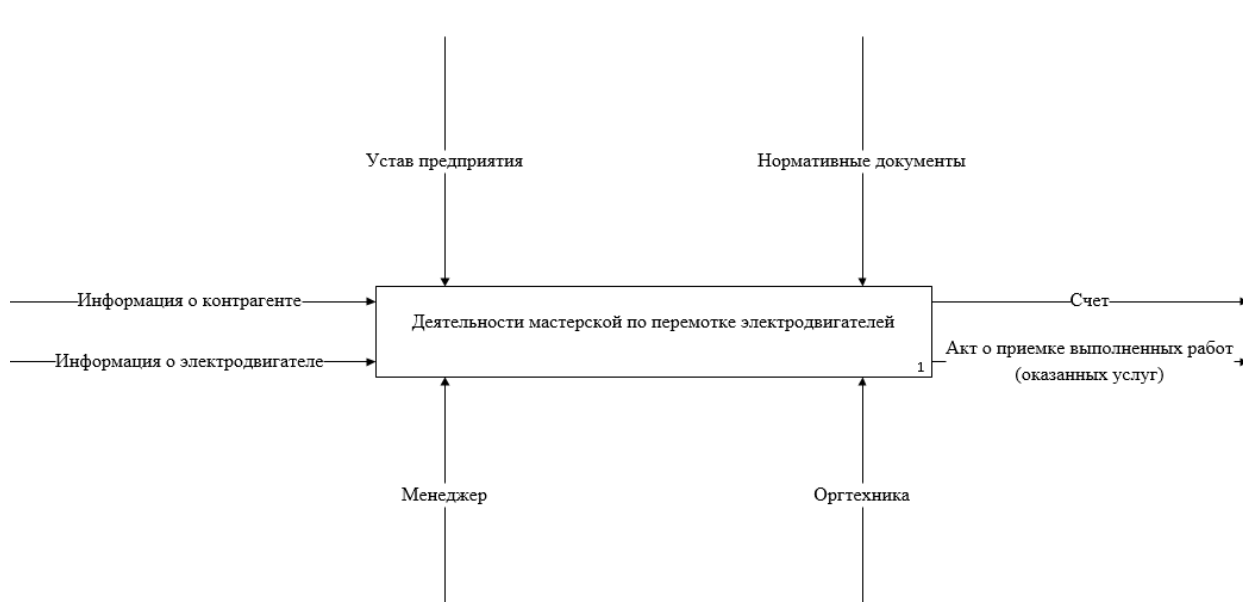 Устав предприятия
Нормативные документы
Информация о контрагенте
Счет
Деятельности мастерской по перемотке электродвигателей
Информация о электродвигателе
Акт о приемке выполненных работ
(оказанных услуг)
1
Менеджер
Оргтехника